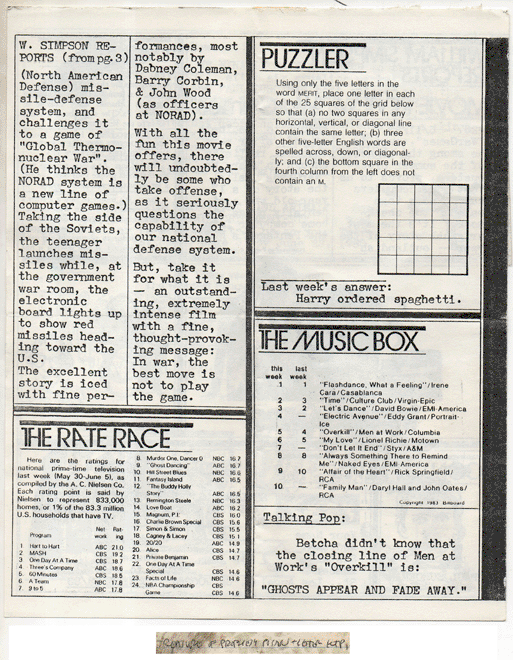 W. SIMPSON RE-
PORTS (from pg.3)
(North American
Defense) mis-
sile-defense
system, and
challenges it
to a game of
"Global Thermo-
nuclear War".
(He thinks the
NORAD system is
a new line of
computer games.)
Taking the side
of the Soviets,
the teenager
launches mis-
siles while, at
the government
war room, the
electronic
board lights up
to show red
missiles head-
ing toward the
U.S.
The excellent
story is iced
with fine per-
formances, most
notably by
Dabney Coleman,
Barry Corbin,
& John Wood
(as officers
at NORAD).
With all the
fun this movie
offers, there
will undoubted-
ly be some who
take offense,
as it seriously
questions the
capability of
our national
defense system.
But, take it
for what it is
— an outstand-
ing, extremely
intense film
with a fine,
thought-provok-
ing message:
In war, the
best move is
not to play
the game.
THE RATE RACE
Here are the ratings for
national prime-time television
last week (May 30-June 5), as
compiled by the A. C. Nielsen Co.
Each rating point is said by
Nielsen to represent 833,000
homes, or 1% of the 83.3 million
U.S. households that have TV.
Net Rat-
Program work ing
1 Hart to Hart ABC 21.0
2 MASH CBS 19.2
3 One Day At a Time CBS 18.7
4 Three's Company ABC 18.6
5 60 Minutes CBS 18.5
6 A Team NBC 17.8
7 9 to 5 ABC 17.8
8. Murder One, Dancer 0 NBC 16.7
9. "Ghost Dancing" ABC 16.6
10. Hill Street Blues NBC 16.6
11. Fantasy Island ABC 16.5
12. "The Buddy Holly
Story" ABC 16.5
13. Remington Steele NBC 16.3
14. Love Boat ABC 16.2
15. Magnum, P.I. CBS 16.0
16. Charlie Brown Special CBS 15.6
17. Simon & Simon CBS 15.5
18. Cagney & Lacey CBS 15.1
19. 20/20 ABC 14.9
20. Alice CBS 14.7
21. Private Benjamin CBS 14.7
22. One Day At A Time
Special CBS 14.6
23. Facts of Life NBC 14.6
24. NBA Championship
Game CBS 14.6
PUZZLER
Using only the five letters in the
word MERIT, place one letter in each
of the 25 squares of the grid below
so that (a) no two squares in any
horizontal, vertical, or diagonal line
contain the same letter; (b) three
other five-letter English words are
spelled across, down, or diagonal-
ly; and (c) the bottom square in the
fourth column from the left does not
contain an M.
Last week's answer:
Harry ordered spaghetti.
THE MUSIC BOX
this last
week week
1 1 "Flashdance, What a Feeling"/Irene
Cara/Casablanca
2 3 "Time"/Culture Club/Virgin-Epic
3 2 "Let's Dance"/David Bowie/EMI-America
4 — "Electric Avenue"/Eddy Grant/Portrait-
Ice
5 4 "Overkill"/Men at Work/Columbia
6 6 "My Love"/Lionel Richie/Motown
7 — "Don't Let It End"/Styx/A&M
8 8 "Always Something There to Remind
Me"/Naked Eyes/EMI America
9 10 "Affair of the Heart"/Rick Springfield/
RCA
10 — "Family Man"/Daryl Hall and John Oates/
RCA
Copyright 1983 Billboard
Talking Pop:
Betcha didn't know that
the closing line of Men at
Work's "Overkill" is:
"GHOSTS APPEAR AND FADE AWAY."